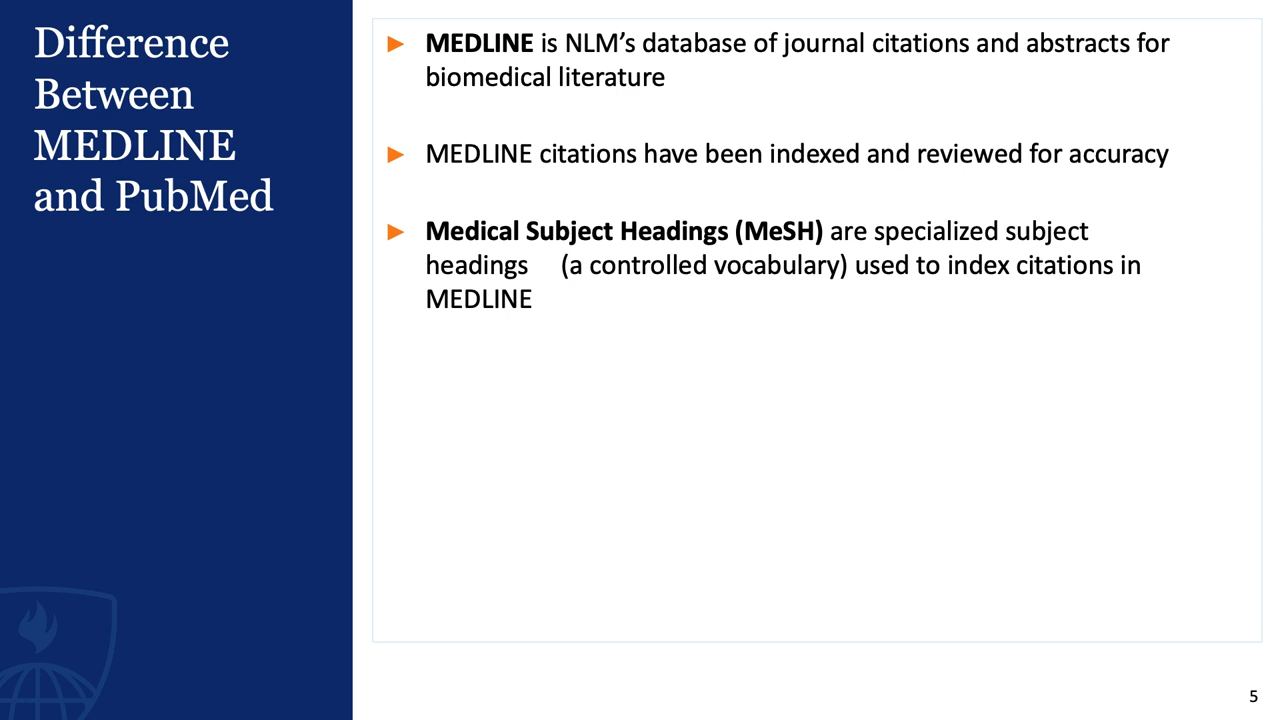 Difference
Between
MEDLINE
and PubMed
► MEDLINE is NLM’s database of journal citations and abstracts for
biomedical literature
► MEDLINE citations have been indexed and reviewed for accuracy
► Medical Subject Headings (MeSH) are specialized subject
headings (a controlled vocabulary) used to index citations in
MEDLINE
5